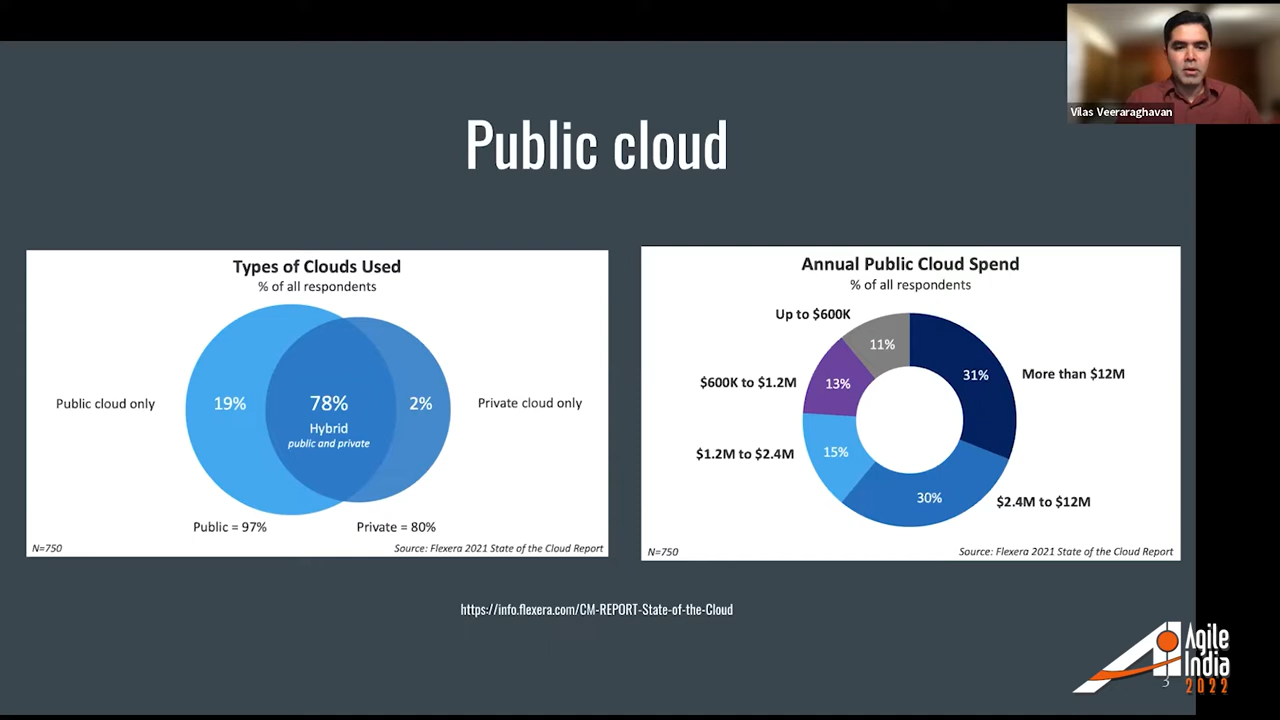 Vilas Veeraraghavan
Public cloud
Types of Clouds Used
% of all respondents
Public cloud only
19%
78%
Hybrid
public and private
2%
Private cloud only
Public = 97%
Private = 80%
N=750
Source: Flexera 2021 State of the Cloud Report
Annual Public Cloud Spend
% of all respondents
Up to $600K
11%
31%
More than $12M
$600K to $1.2M
13%
$1.2M to $2.4M
15%
30%
$2.4M to $12M
N=750
Source: Flexera 2021 State of the Cloud Report
https://info.flexera.com/CM-REPORT-State-of-the-Cloud
Agile
India
2022
3